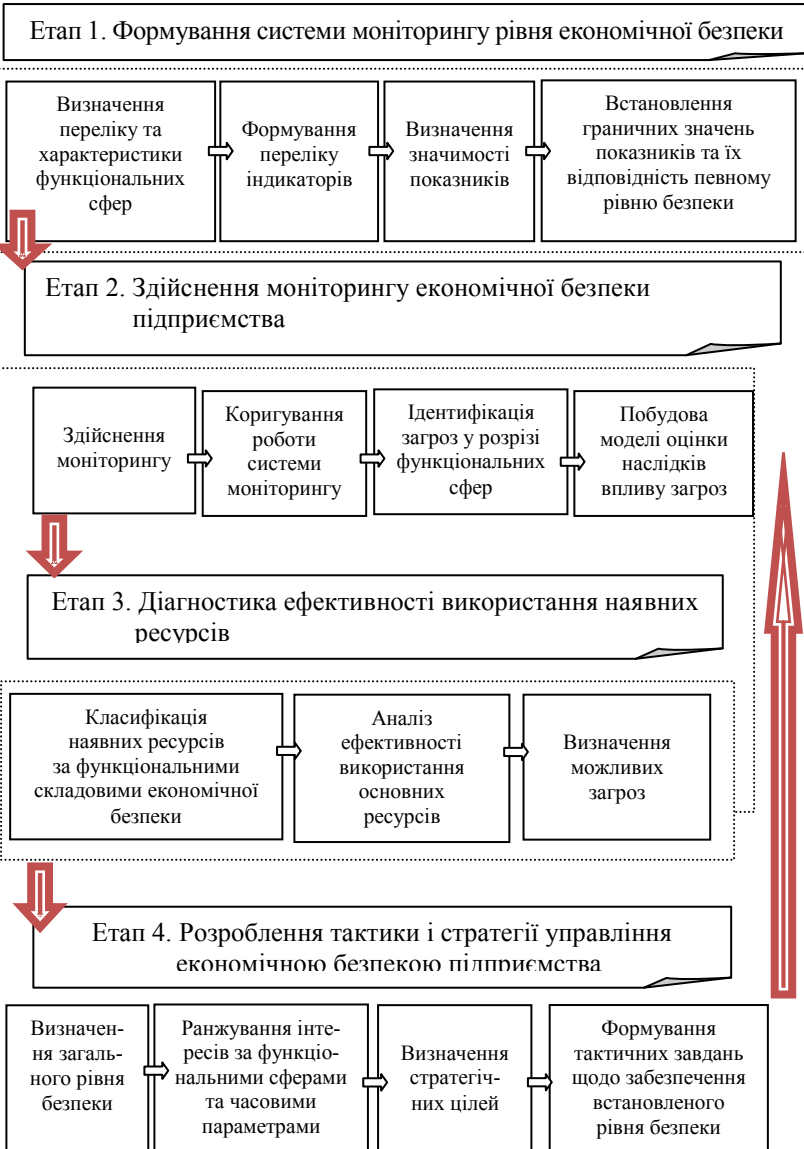 Етап 1. Формування системи моніторингу рівня економічної безпеки
Визначення
переліку та
характеристики
функціональних
сфер
Формування
переліку
індикаторів
Визначення
значимості
показників
Встановлення
граничних значень
показників та їх
відповідність певному
рівню безпеки
Етап 2. Здійснення моніторингу економічної безпеки
підприємства
Здійснення
моніторингу
Коригування
роботи
системи
моніторингу
Ідентифікація
загроз у розрізі
функціональних
сфер
Побудова
моделі оцінки
наслідків
впливу загроз
Етап 3. Діагностика ефективності використання наявних
ресурсів
Класифікація
наявних ресурсів
за функціональними
складовими економічної
безпеки
Аналіз
ефективності
використання
основних
ресурсів
Визначення
можливих
загроз
Етап 4. Розроблення тактики і стратегії управління
економічною безпекою підприємства
Визначен-
ня загаль-
ного рівня
безпеки
Ранжування інте-
ресів за функціо-
нальними сферами
та часовими
параметрами
Визначення
стратегіч-
них цілей
Формування
тактичних завдань
щодо забезпечення
встановленого
рівня безпеки